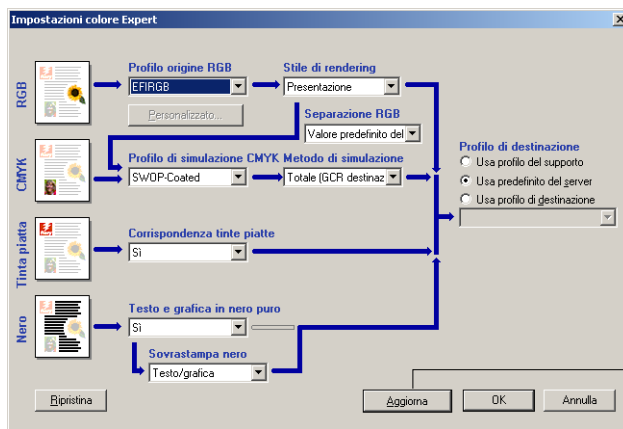 Impostazioni colore Expert
RGB
Profilo origine RGB
EFIRGB
Personalizzato...
Stile di rendering
Presentazione
Separazione RGB
Valore predefinito del
CMYK
Profilo di simulazione CMYK
SWOP-Coated
Metodo di simulazione
Totale (GCR destinaz
Profilo di destinazione
Usa profilo del supporto
Usa predefinito del server
Usa profilo di destinazione
Tinta piatta
Corrispondenza tinte piatte
Sì
Nero
Testo e grafica in nero puro
Sì
Sovrastampa nero
Testo/grafica
Ripristina
Aggiorna
OK
Annulla